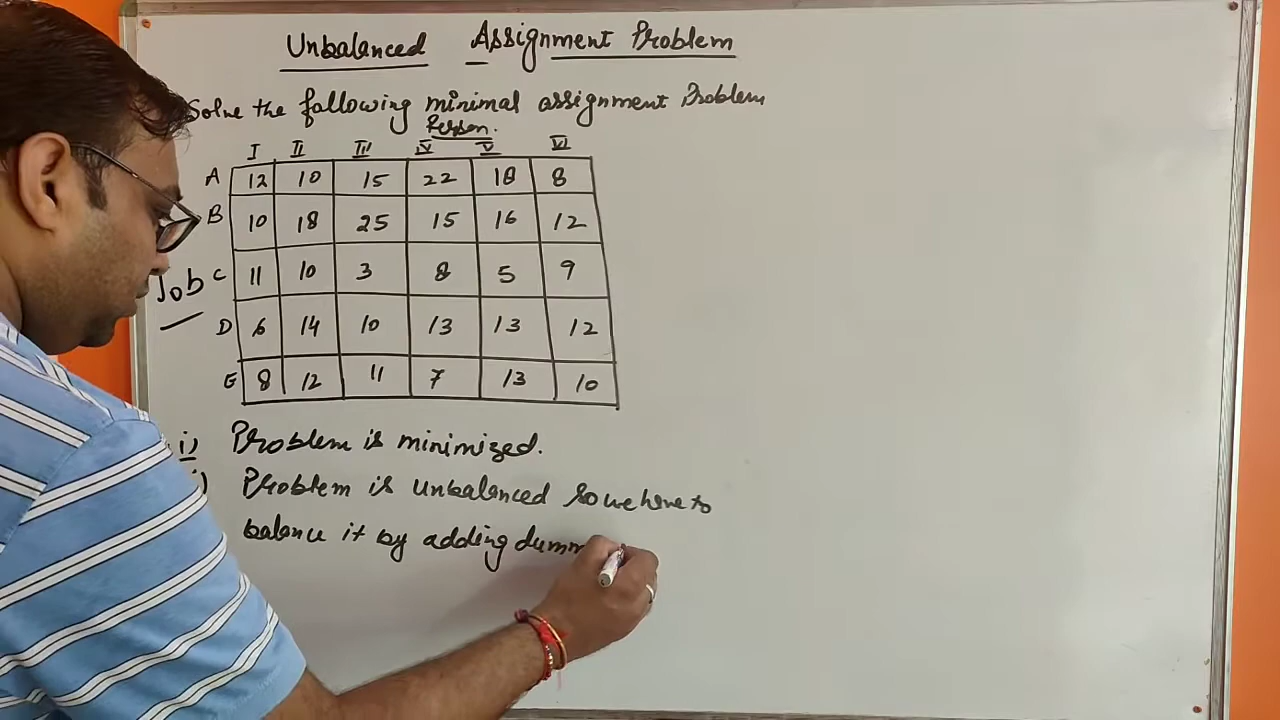 Unbalanced Assignment Problem
Solve the following minimal assignment Problem
Person.
I II III IV V VI
A 12 10 15 22 18 8
B 10 18 25 15 16 12
Job C 11 10 3 8 5 9
D 6 14 10 13 13 12
E 8 12 11 7 13 10
i) Problem is minimized.
) Problem is Unbalanced so we have to
balance it by adding dumm